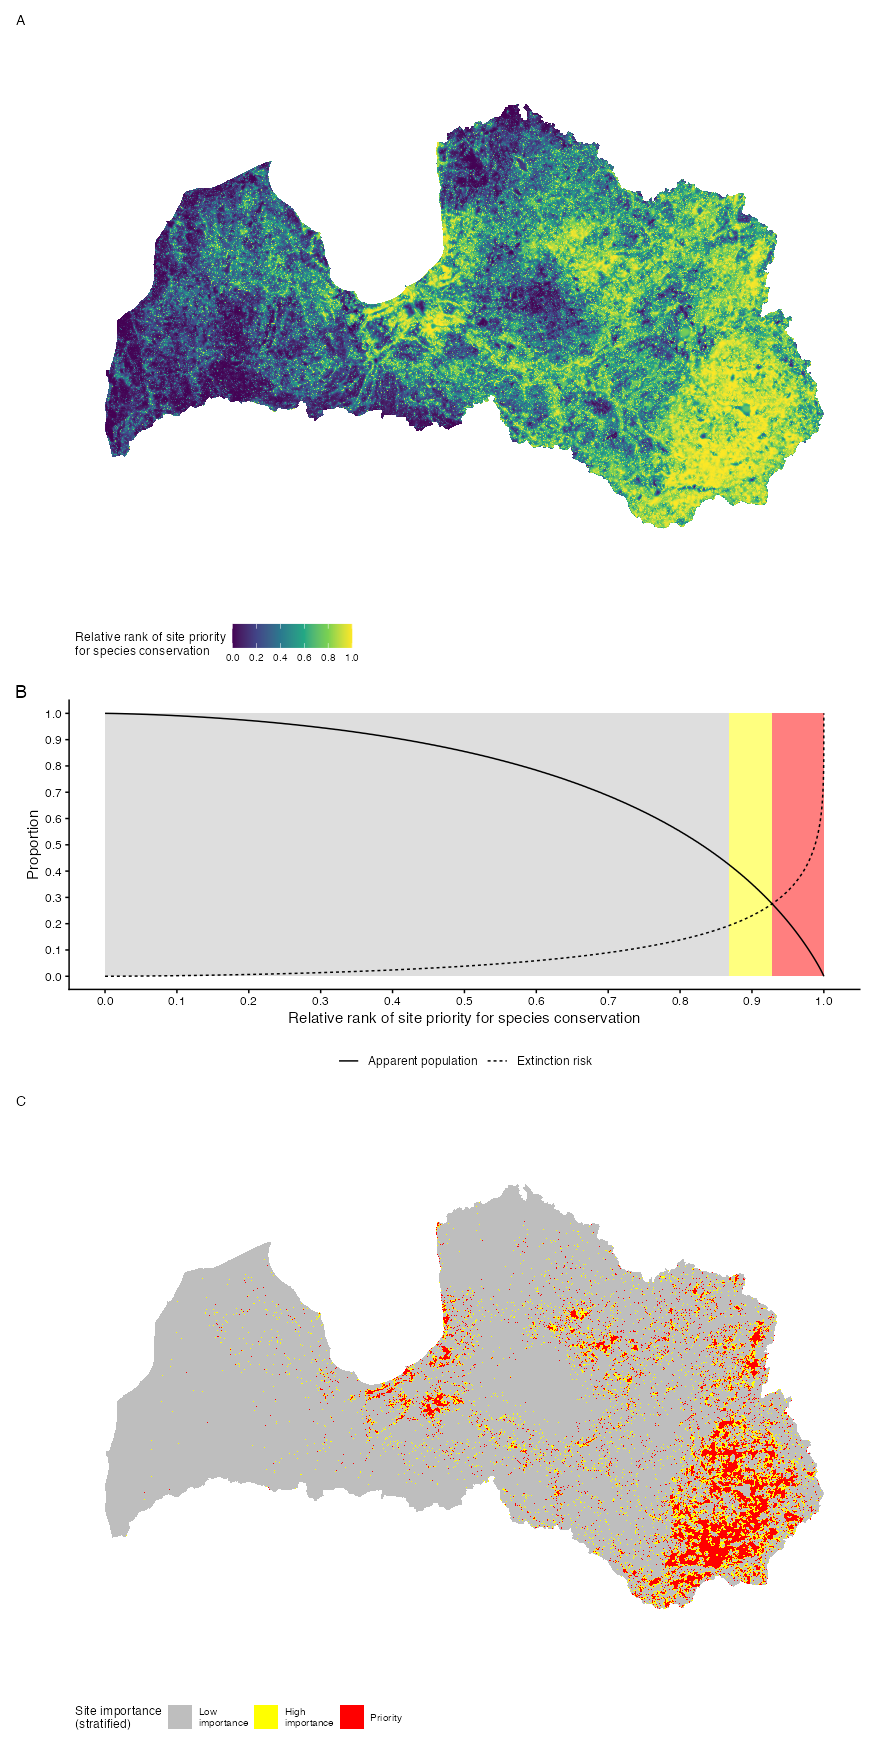 A
Relative rank of site priority
for species conservation
0.0 0.2 0.4 0.6 0.8 1.0
B
1.0
0.9
0.8
0.7
0.6
0.5
0.4
0.3
0.2
0.1
0.0
Proportion
0.0 0.1 0.2 0.3 0.4 0.5 0.6 0.7 0.8 0.9 1.0
Relative rank of site priority for species conservation
Apparent population Extinction risk
C
Site importance
(stratified)
Low
importance
High
importance
Priority